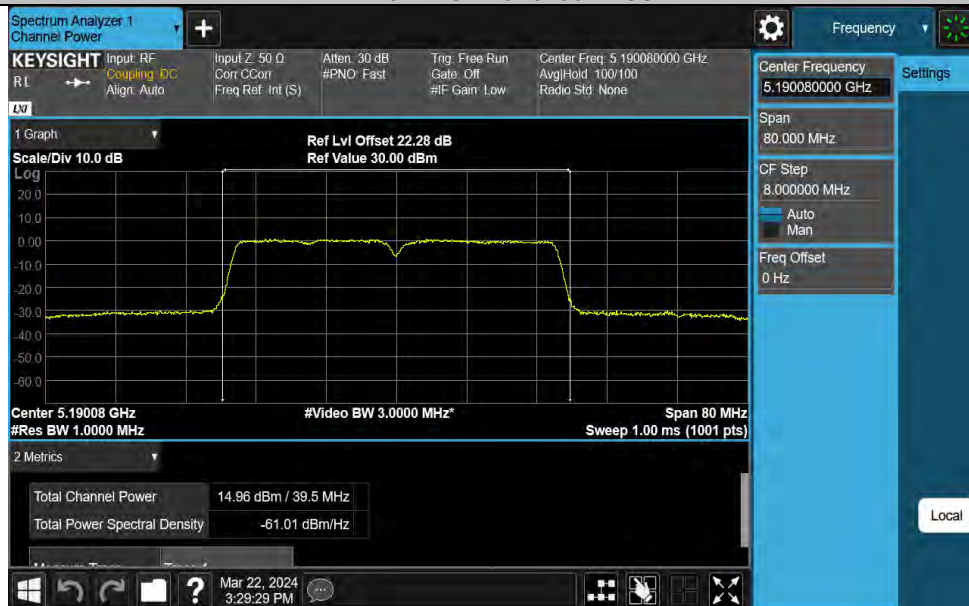 Spectrum Analyzer 1
Channel Power
Frequency
KEYSIGHT
RL
LXI
Input: RF
Coupling: DC
Align: Auto
Input Z: 50 Ω
Corr CCorr
Freq Ref: Int (S)
Atten: 30 dB
#PNO: Fast
Trig: Free Run
Gate: Off
#IF Gain: Low
Center Freq: 5.190080000 GHz
Avg|Hold: 100/100
Radio Std: None
Center Frequency
5.190080000 GHz
Settings
Span
80.000 MHz
CF Step
8.000000 MHz
Auto
Man
Freq Offset
0 Hz
Local
1 Graph
Scale/Div 10.0 dB
Ref Lvl Offset 22.28 dB
Ref Value 30.00 dBm
Log
20.0
10.0
0.00
-10.0
-20.0
-30.0
-40.0
-50.0
-60.0
Center 5.19008 GHz
#Video BW 3.0000 MHz*
Span 80 MHz
#Res BW 1.0000 MHz
Sweep 1.00 ms (1001 pts)
2 Metrics
Total Channel Power 14.96 dBm / 39.5 MHz
Total Power Spectral Density -61.01 dBm/Hz
?
Mar 22, 2024
3:29:29 PM